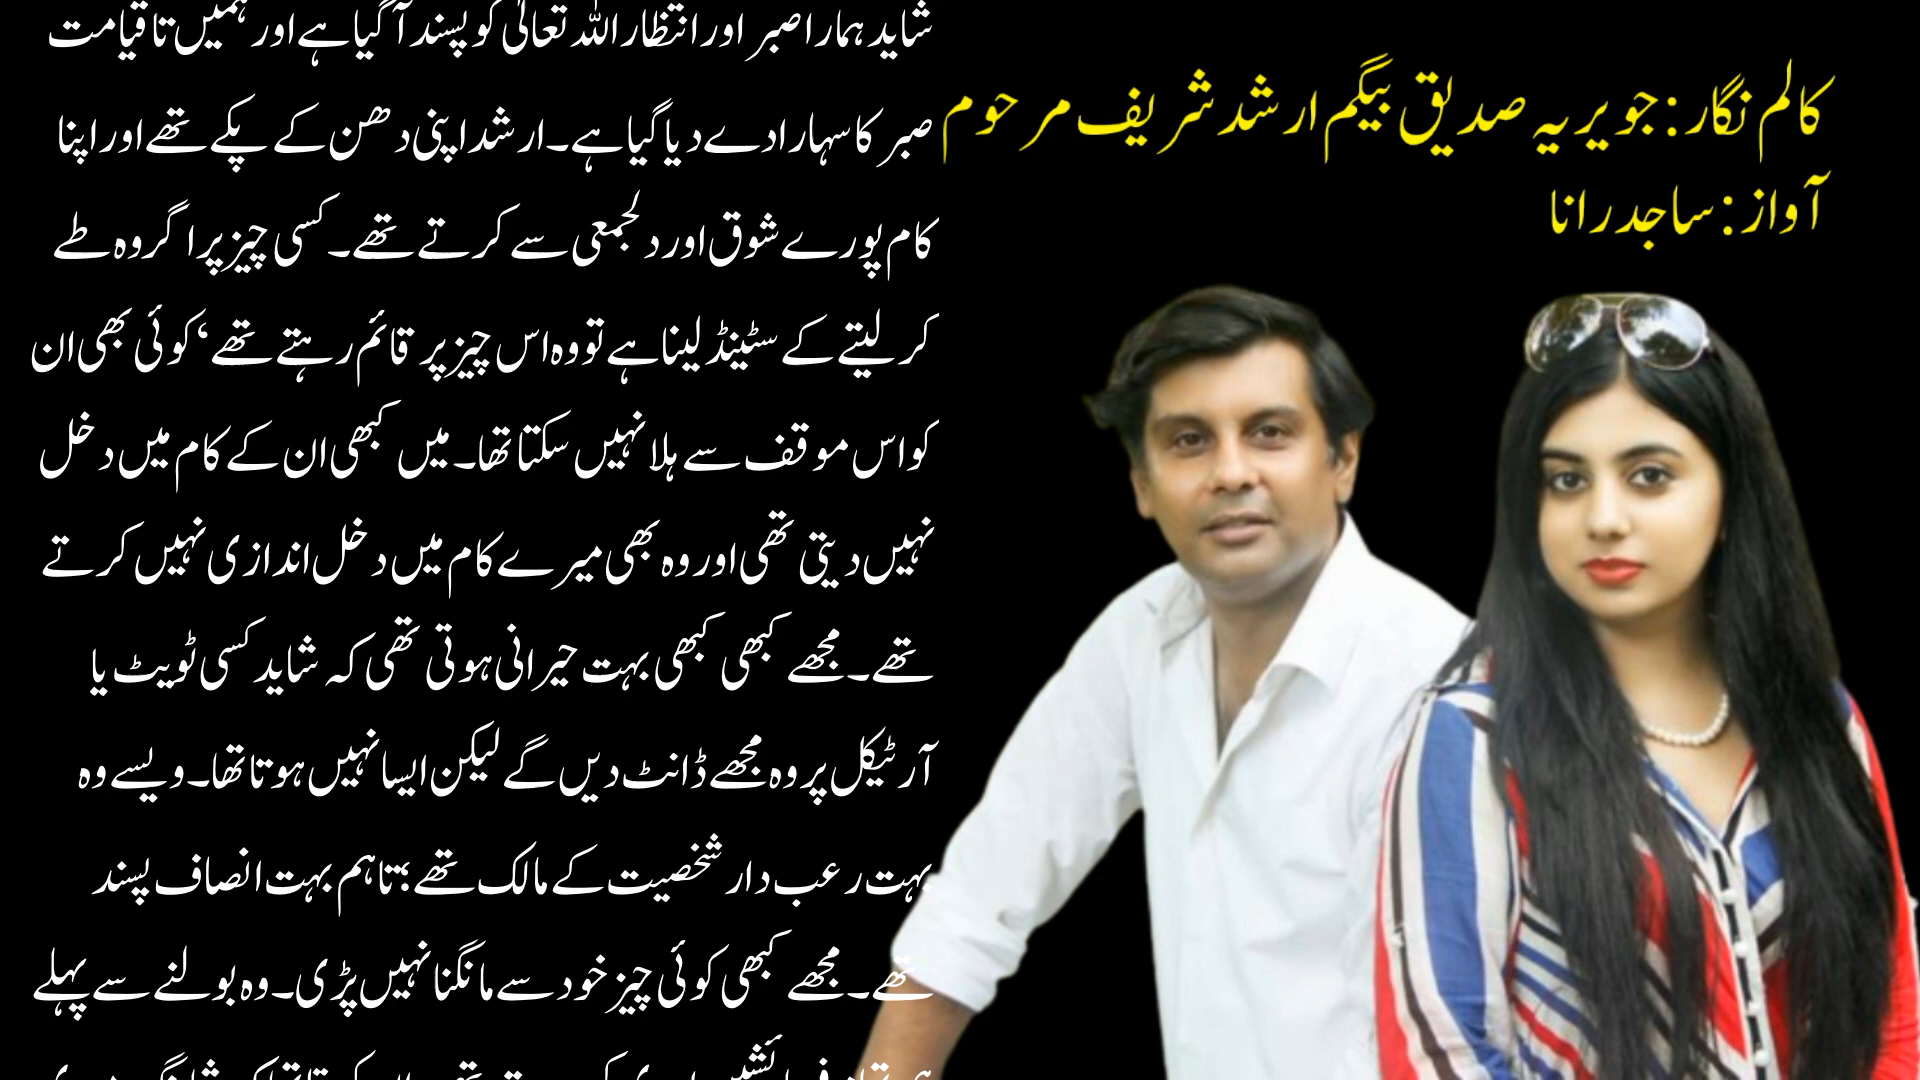 کالم نگار: جویریہ صدیق بیگم ارشد شریف مرحوم
آواز: ساجد رانا
شاید ہمارا صبر اور انتظار اللہ تعالیٰ کو پسند آ گیا ہے اور ہمیں تا قیامت
صبر کا سہارا دے دیا گیا ہے۔ ارشد اپنی دھن کے پکے تھے اور اپنا
کام پورے شوق اور دلجمعی سے کرتے تھے۔ کسی چیز پر اگر وہ طے
کر لیتے کے سٹینڈ لینا ہے تو وہ اس چیز پر قائم رہتے تھے‘ کوئی بھی ان
کو اس موقف سے ہلا نہیں سکتا تھا۔ میں کبھی ان کے کام میں دخل
نہیں دیتی تھی اور وہ بھی میرے کام میں دخل اندازی نہیں کرتے
تھے۔ مجھے کبھی کبھی بہت حیرانی ہوتی تھی کہ شاید کسی ٹویٹ یا
آرٹیکل پر وہ مجھے ڈانٹ دیں گے لیکن ایسا نہیں ہوتا تھا۔ ویسے وہ
بہت رعب دار شخصیت کے مالک تھے؛ تاہم بہت انصاف پسند
تھے۔ مجھے کبھی کوئی چیز خود سے مانگنا نہیں پڑی۔ وہ بولنے سے پہلے